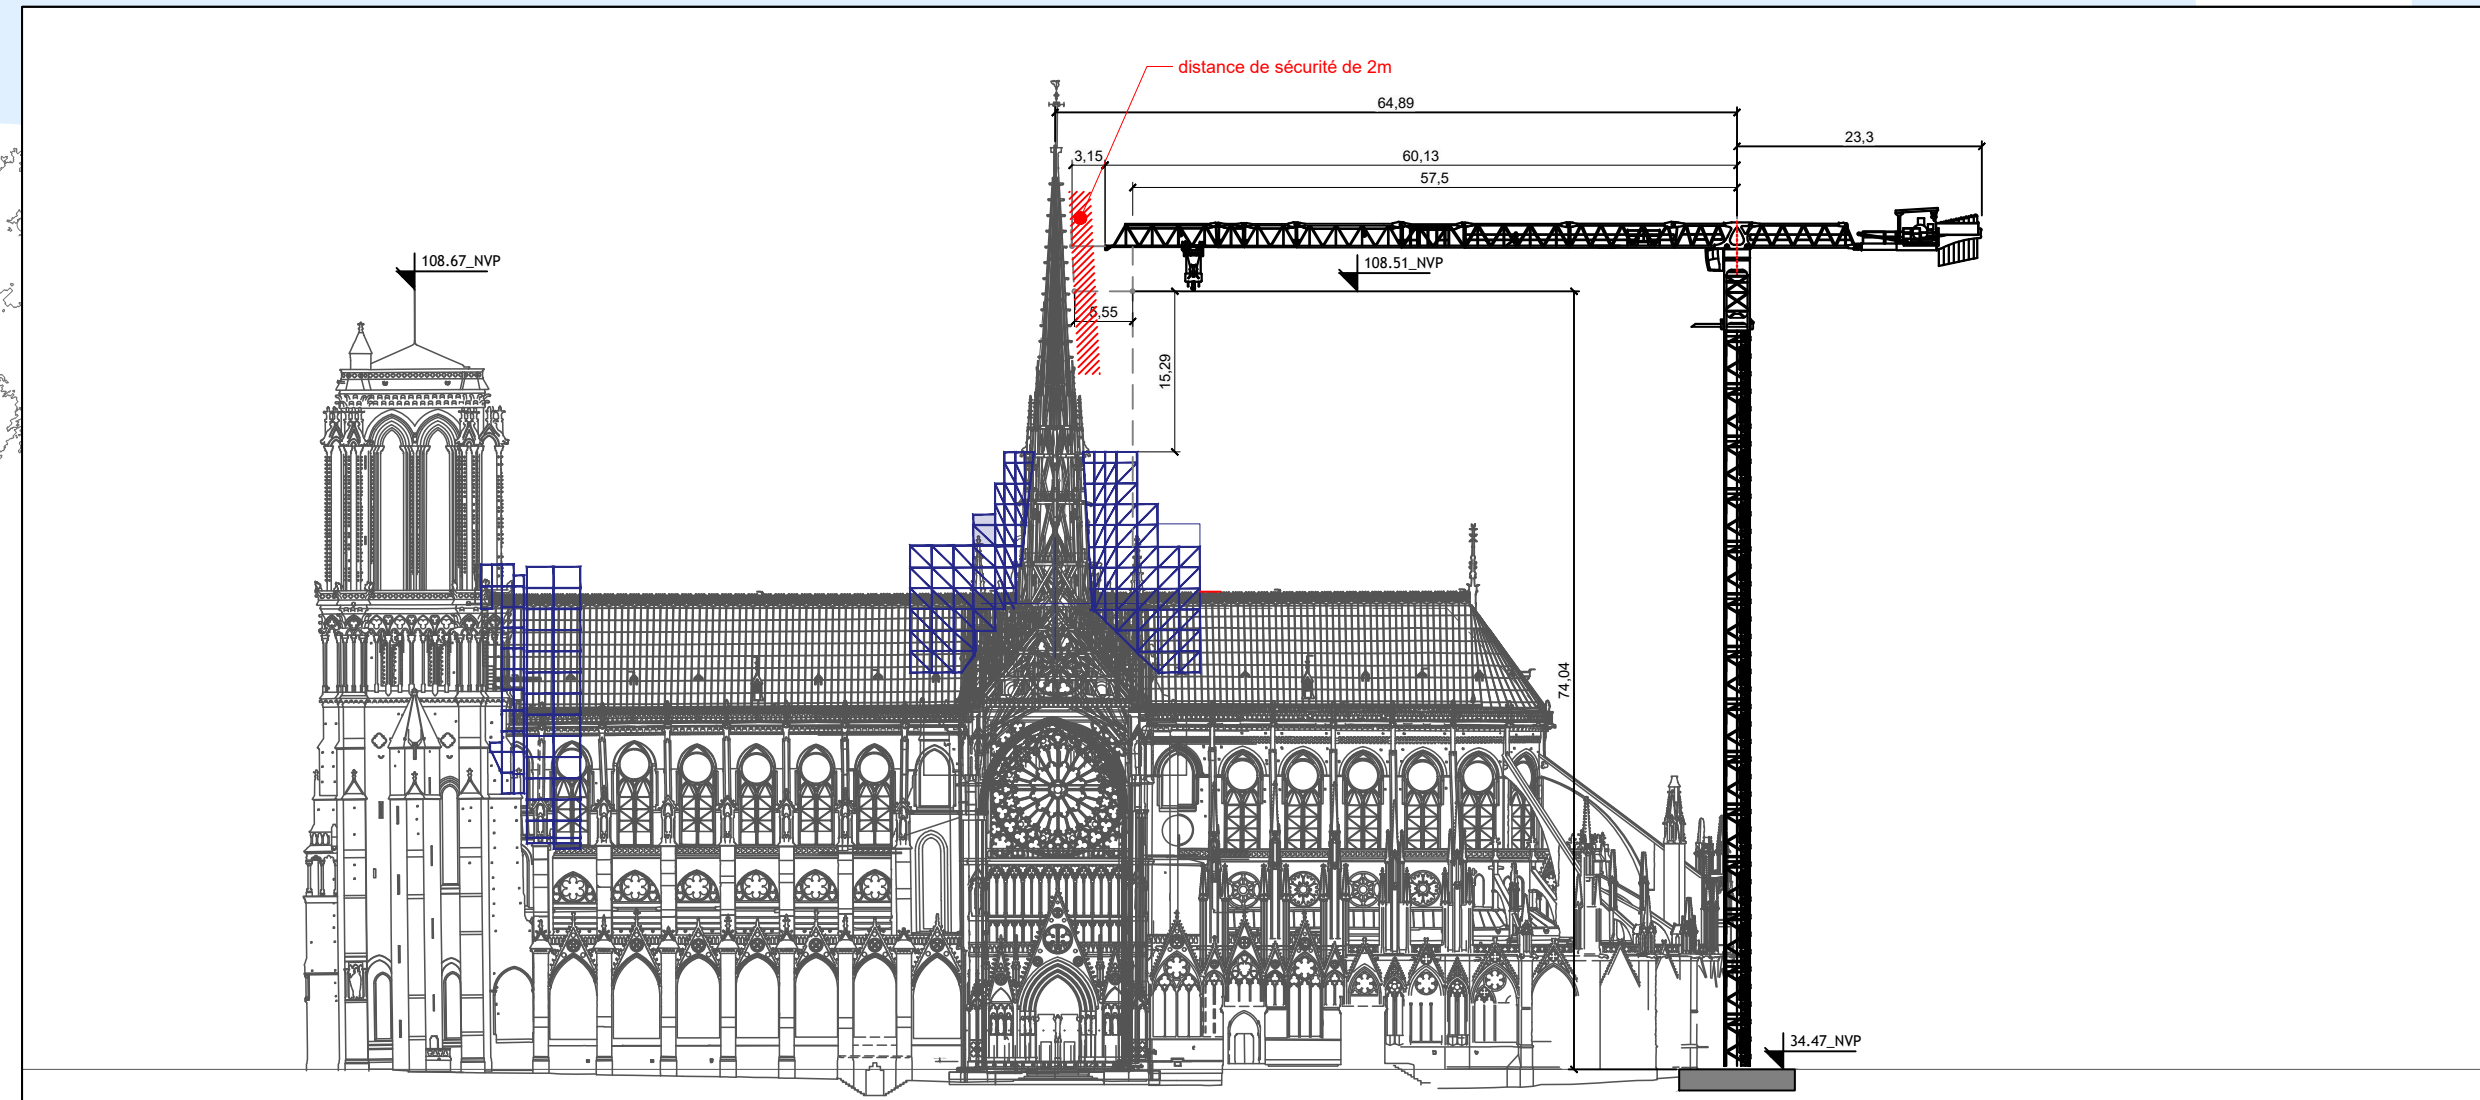 distance de sécurité de 2m
64,89
23,3
3,15
60,13
57,5
108.67_NVP
108.51_NVP
5,55
15,29
74,04
34.47_NVP